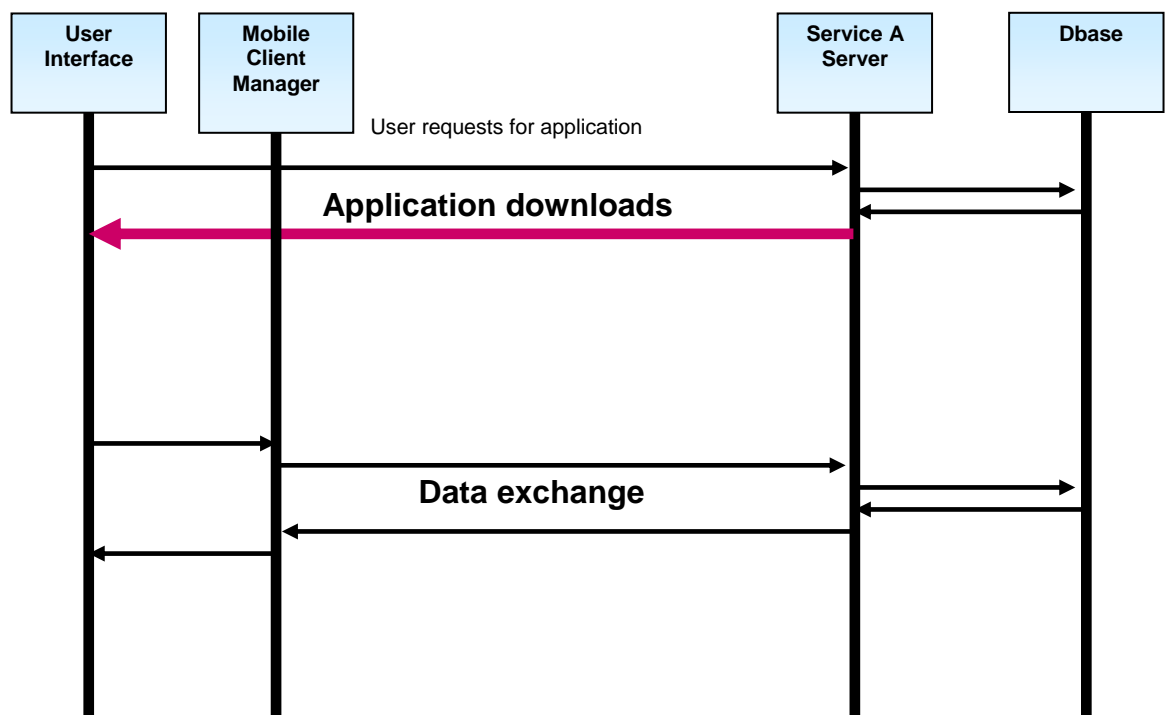 User
Interface
Mobile
Client
Manager
Service A
Server
Dbase
User requests for application
Application downloads
Data exchange